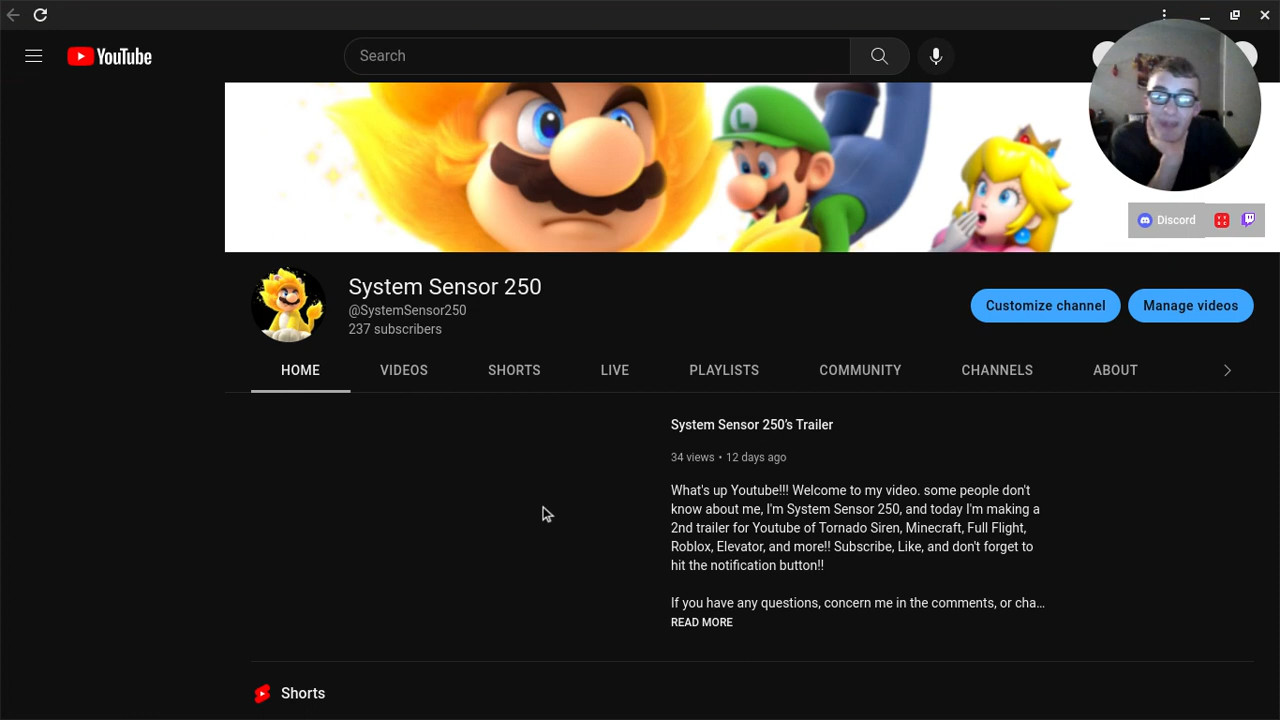 YouTube
Search
L
Discord
System Sensor 250
@SystemSensor250
237 subscribers
Customize channel
Manage videos
HOME
VIDEOS
SHORTS
LIVE
PLAYLISTS
COMMUNITY
CHANNELS
ABOUT
System Sensor 250's Trailer
34 views • 12 days ago
What's up Youtube!!! Welcome to my video. some people don't
know about me, I'm System Sensor 250, and today I'm making a
2nd trailer for Youtube of Tornado Siren, Minecraft, Full Flight,
Roblox, Elevator, and more!! Subscribe, Like, and don't forget to
hit the notification button!!
If you have any questions, concern me in the comments, or cha...
READ MORE
Shorts